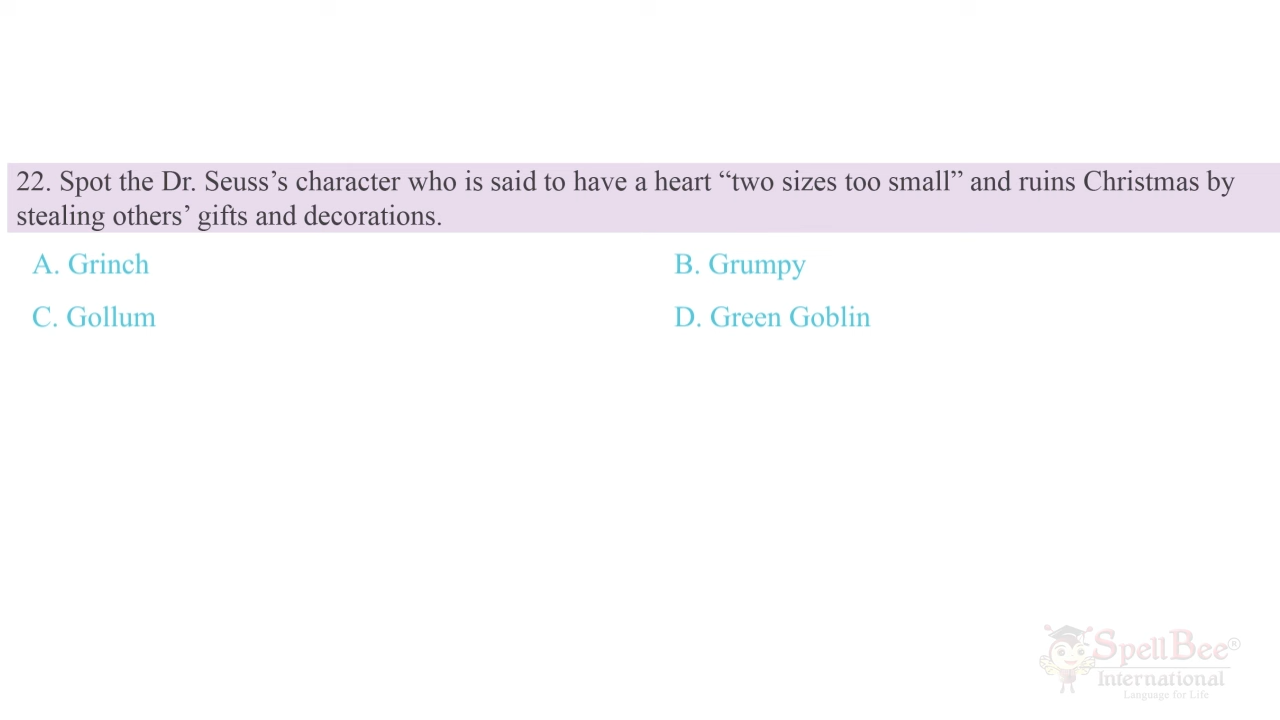 22. Spot the Dr. Seuss’s character who is said to have a heart “two sizes too small” and ruins Christmas by
stealing others’ gifts and decorations.
A. Grinch
B. Grumpy
C. Gollum
D. Green Goblin
SpellBee®
International
Language for Life